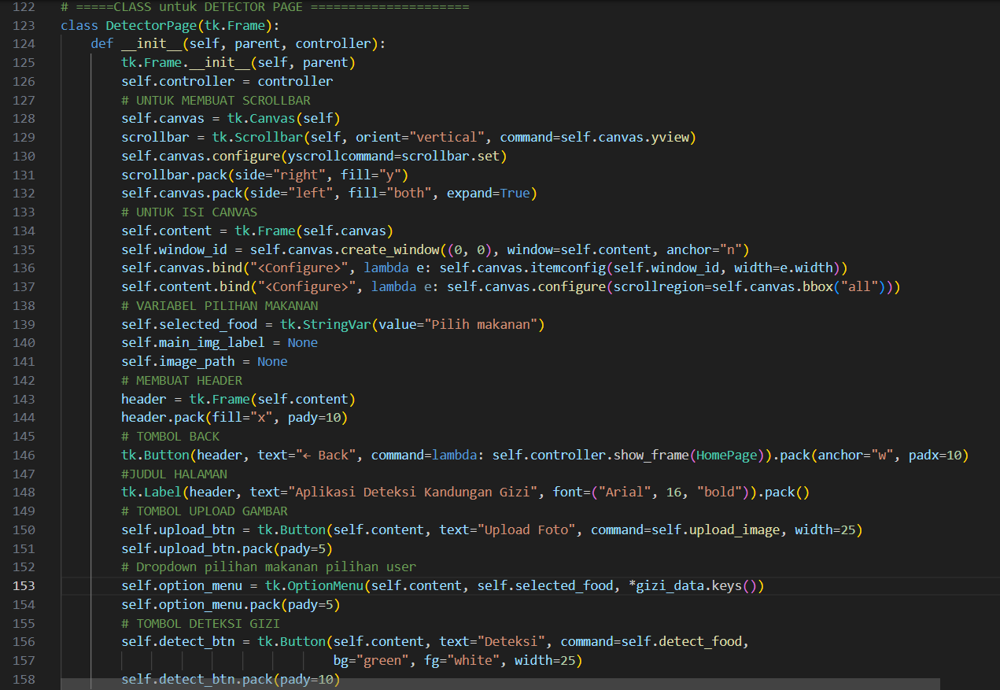 122 # =====CLASS untuk DETECTOR PAGE =====================
123 class DetectorPage(tk.Frame):
124     def __init__(self, parent, controller):
125         tk.Frame.__init__(self, parent)
126         self.controller = controller
127         # UNTUK MEMBUAT SCROLLBAR
128         self.canvas = tk.Canvas(self)
129         scrollbar = tk.Scrollbar(self, orient="vertical", command=self.canvas.yview)
130         self.canvas.configure(yscrollcommand=scrollbar.set)
131         scrollbar.pack(side="right", fill="y")
132         self.canvas.pack(side="left", fill="both", expand=True)
133         # UNTUK ISI CANVAS
134         self.content = tk.Frame(self.canvas)
135         self.window_id = self.canvas.create_window((0, 0), window=self.content, anchor="n")
136         self.canvas.bind("<Configure>", lambda e: self.canvas.itemconfig(self.window_id, width=e.width))
137         self.content.bind("<Configure>", lambda e: self.canvas.configure(scrollregion=self.canvas.bbox("all")))
138         # VARIABEL PILIHAN MAKANAN
139         self.selected_food = tk.StringVar(value="Pilih makanan")
140         self.main_img_label = None
141         self.image_path = None
142         # MEMBUAT HEADER
143         header = tk.Frame(self.content)
144         header.pack(fill="x", pady=10)
145         # TOMBOL BACK
146         tk.Button(header, text="← Back", command=lambda: self.controller.show_frame(HomePage)).pack(anchor="w", padx=10)
147         #JUDUL HALAMAN
148         tk.Label(header, text="Aplikasi Deteksi Kandungan Gizi", font=("Arial", 16, "bold")).pack()
149         # TOMBOL UPLOAD GAMBAR
150         self.upload_btn = tk.Button(self.content, text="Upload Foto", command=self.upload_image, width=25)
151         self.upload_btn.pack(pady=5)
152         # Dropdown pilihan makanan pilihan user
153         self.option_menu = tk.OptionMenu(self.content, self.selected_food, *gizi_data.keys())
154         self.option_menu.pack(pady=5)
155         # TOMBOL DETEKSI GIZI
156         self.detect_btn = tk.Button(self.content, text="Deteksi", command=self.detect_food,
157                                     bg="green", fg="white", width=25)
158         self.detect_btn.pack(pady=10)